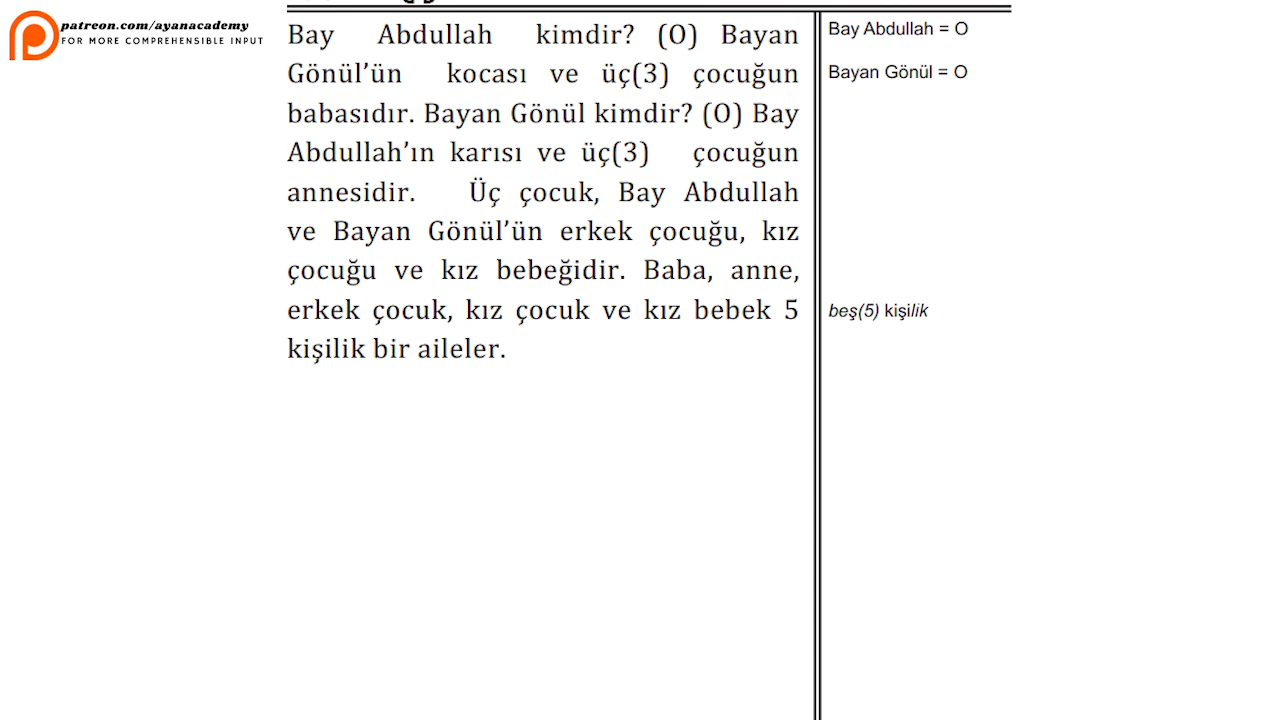 patreon.com/ayanacademy
FOR MORE COMPREHENSIBLE INPUT
Bay Abdullah kimdir? (O) Bayan
Gönül’ün kocası ve üç(3) çocuğun
babasıdır. Bayan Gönül kimdir? (O) Bay
Abdullah’ın karısı ve üç(3) çocuğun
annesidir. Üç çocuk, Bay Abdullah
ve Bayan Gönül’ün erkek çocuğu, kız
çocuğu ve kız bebeğidir. Baba, anne,
erkek çocuk, kız çocuk ve kız bebek 5
kişilik bir aileler.
Bay Abdullah = O
Bayan Gönül = O
beş(5) kişilik